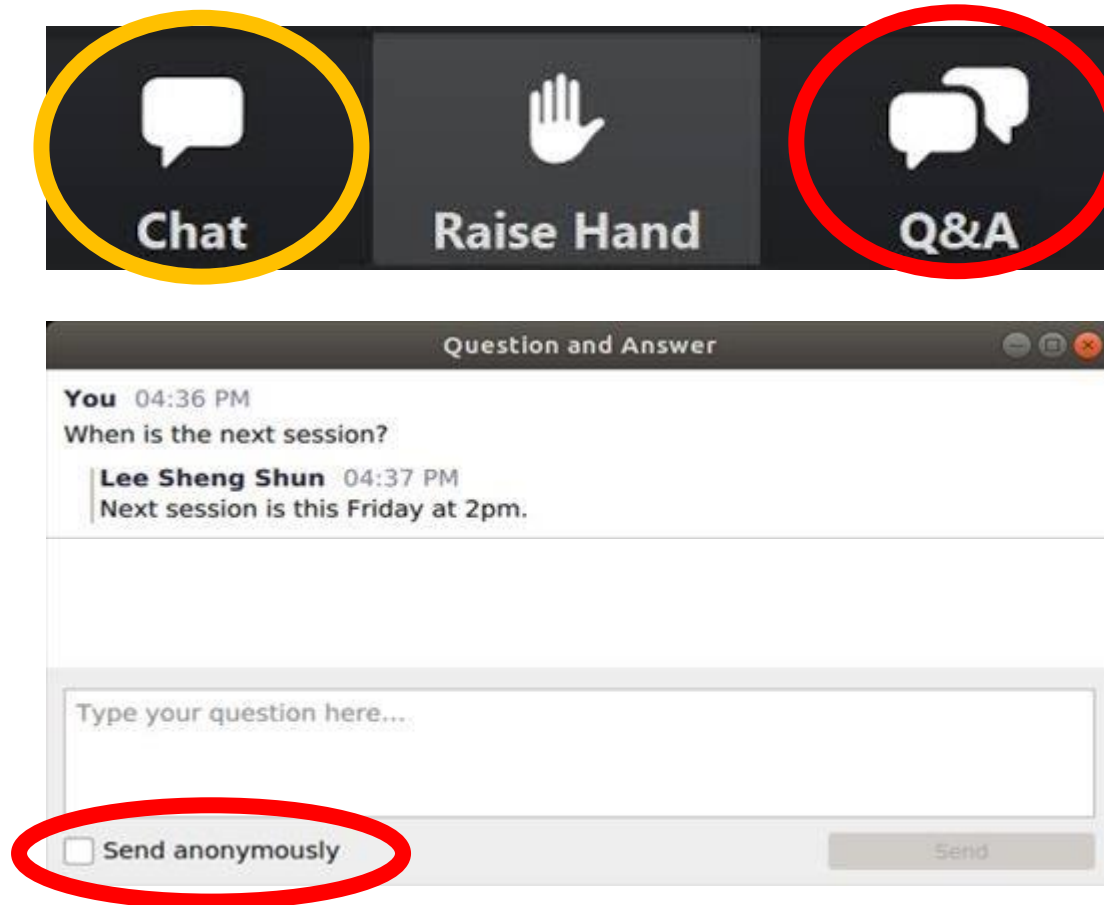 Chat Raise Hand Q&A
Question and Answer
You 04:36 PM
When is the next session?
Lee Sheng Shun 04:37 PM
Next session is this Friday at 2pm.
Type your question here...
Send anonymously Send